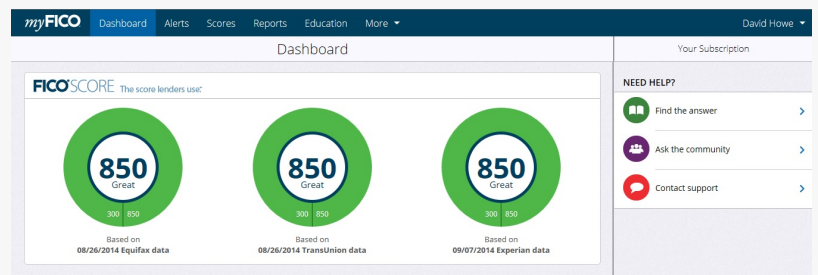 myFICO Dashboard Alerts Scores Reports Education More David Howe
Dashboard
Your Subscription
FICO SCORE The score lenders use.
NEED HELP?
Find the answer
Ask the community
Contact support
850 850 850
Great Great Great
300 850 300 850 300 850
Based on Based on Based on
08/26/2014 Equifax data 08/26/2014 TransUnion data 09/07/2014 Experian data